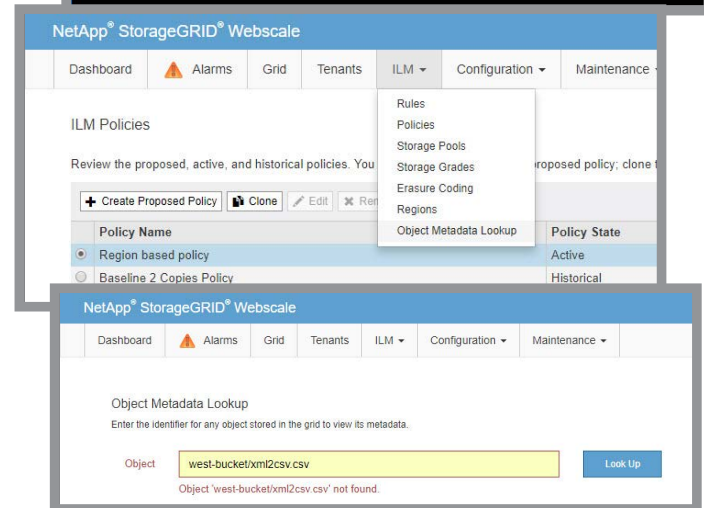 NetApp® StorageGRID® Webscale
Dashboard Alarms Grid Tenants ILM Configuration Maintenance
Rules
Policies
Storage Pools
Storage Grades
Erasure Coding
Regions
Object Metadata Lookup
ILM Policies
Review the proposed, active, and historical policies. You proposed policy; clone
+ Create Proposed Policy Clone Edit
Policy Name Policy State
Region based policy Active
Baseline 2 Copies Policy Historical
NetApp® StorageGRID® Webscale
Dashboard Alarms Grid Tenants ILM Configuration Maintenance
Object Metadata Lookup
Enter the identifier for any object stored in the grid to view its metadata.
Object west-bucket/xml2csv.csv Look Up
Object 'west-bucket/xml2csv.csv' not found.